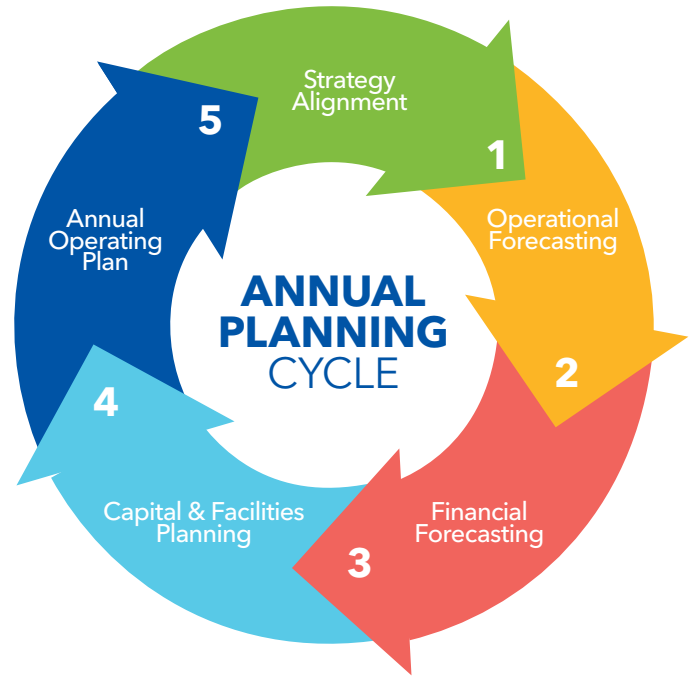 Strategy
Alignment
1
Operational
Forecasting
2
Financial
Forecasting
3
Capital & Facilities
Planning
4
Annual
Operating
Plan
5
ANNUAL
PLANNING
CYCLE